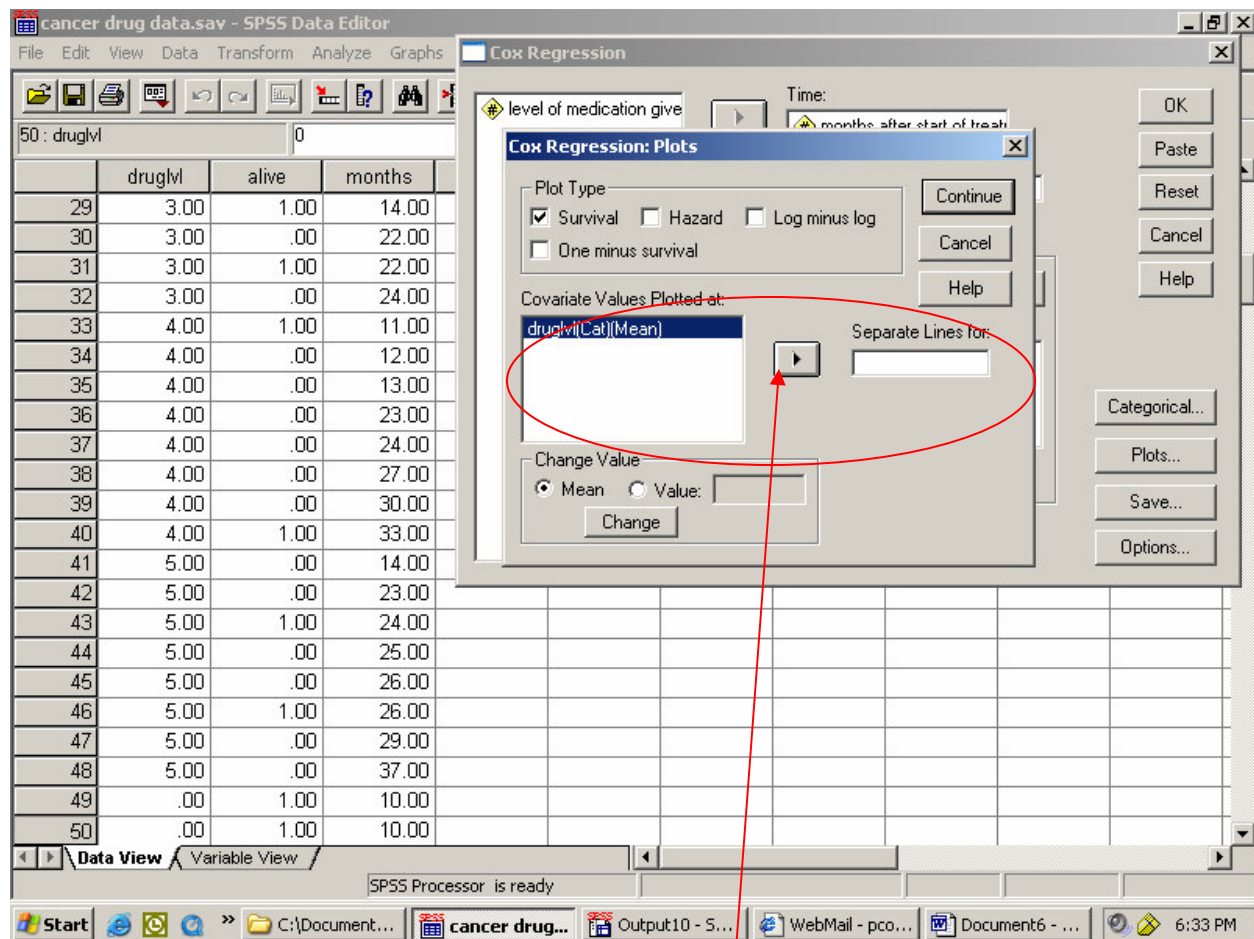 cancer drug data.sav - SPSS Data Editor
File Edit View Data Transform Analyze Graphs
50 : druglvl 0
druglvl alive months
29 3.00 1.00 14.00
30 3.00 .00 22.00
31 3.00 1.00 22.00
32 3.00 .00 24.00
33 4.00 1.00 11.00
34 4.00 .00 12.00
35 4.00 .00 13.00
36 4.00 .00 23.00
37 4.00 .00 24.00
38 4.00 .00 27.00
39 4.00 .00 30.00
40 4.00 1.00 33.00
41 5.00 .00 14.00
42 5.00 .00 23.00
43 5.00 1.00 24.00
44 5.00 .00 25.00
45 5.00 .00 26.00
46 5.00 1.00 26.00
47 5.00 .00 29.00
48 5.00 .00 37.00
49 .00 1.00 10.00
50 .00 1.00 10.00
Cox Regression
level of medication give
Time:
months after start of treat
OK
Paste
Reset
Cancel
Help
Categorical...
Plots...
Save...
Options...
Cox Regression: Plots
Plot Type
Survival Hazard Log minus log
One minus survival
Continue
Cancel
Help
Covariate Values Plotted at:
druglvl(Cat)(Mean)
Separate Lines for:
Change Value
Mean Value:
Change
Data View Variable View
SPSS Processor is ready
Start » C:\Document... cancer drug... Output10 - S... WebMail - pco... Document6 - ... 6:33 PM